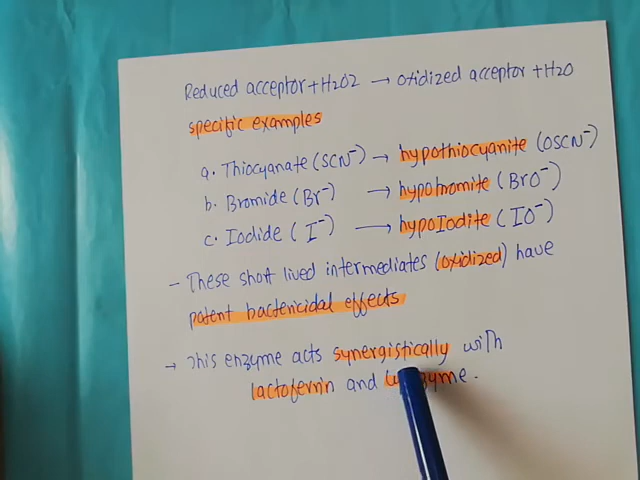 Reduced acceptor + H2O2 → oxidized acceptor + H2O
specific examples
a. Thiocyanate (SCN⁻) → hypothiocyanite (OSCN⁻)
b. Bromide (Br⁻) → hypobromite (BrO⁻)
c. Iodide (I⁻) → hypoIodite (IO⁻)
- These short lived intermediates (oxidized) have
potent bactericidal effects
→ This enzyme acts synergistically with
lactoferrin and